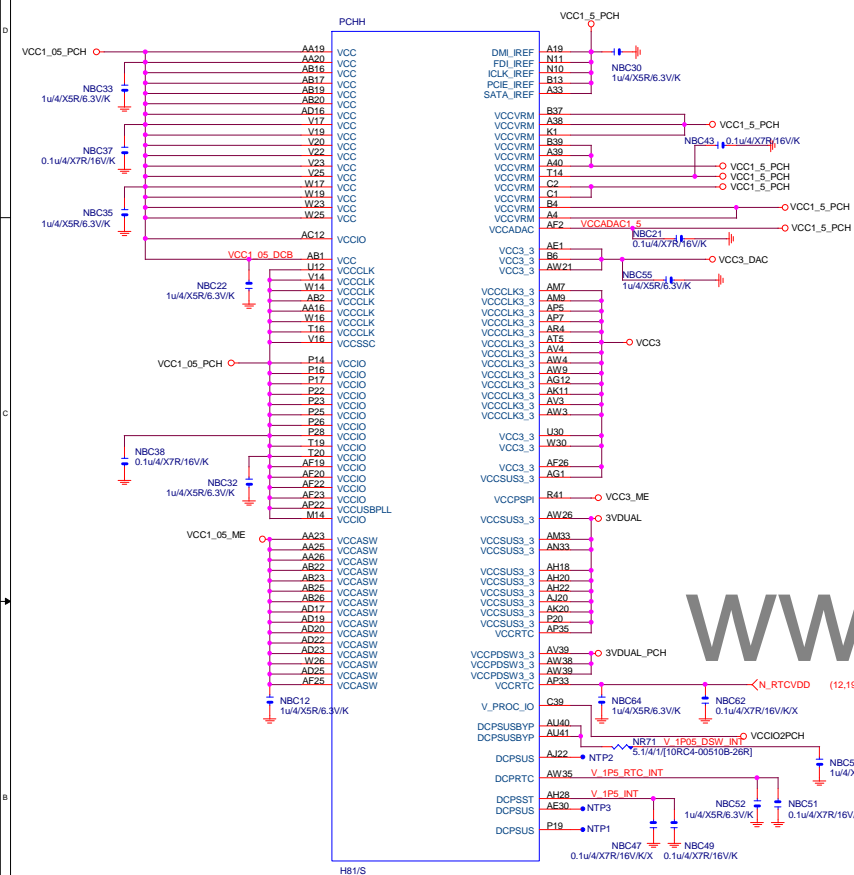 D
PCHH
VCC1_5_PCH
VCC1_05_PCH
AA19 VCC
AA20 VCC
AB16 VCC
AB17 VCC
AB19 VCC
AB20 VCC
AD16 VCC
V17 VCC
V19 VCC
V20 VCC
V22 VCC
V23 VCC
V25 VCC
W17 VCC
W19 VCC
W23 VCC
W25 VCC
AC12 VCCIO
NBC33
1u/4/X5R/6.3V/K
NBC37
0.1u/4/X7R/16V/K
NBC35
1u/4/X5R/6.3V/K
VCC1_05_DCB
AB1 VCC
U12 VCCCLK
V14 VCCCLK
W14 VCCCLK
AB2 VCCCLK
AA16 VCCCLK
W16 VCCCLK
T16 VCCCLK
V16 VCCSSC
NBC22
1u/4/X5R/6.3V/K
VCC1_05_PCH
P14 VCCIO
P16 VCCIO
P17 VCCIO
P22 VCCIO
P23 VCCIO
P25 VCCIO
P26 VCCIO
P28 VCCIO
T19 VCCIO
T20 VCCIO
AF19 VCCIO
AF20 VCCIO
AF22 VCCIO
AF23 VCCIO
AP22 VCCUSBPLL
M14 VCCIO
C
NBC38
0.1u/4/X7R/16V/K
NBC32
1u/4/X5R/6.3V/K
VCC1_05_ME
AA23 VCCASW
AA25 VCCASW
AA26 VCCASW
AB22 VCCASW
AB23 VCCASW
AB25 VCCASW
AB26 VCCASW
AD17 VCCASW
AD19 VCCASW
AD20 VCCASW
AD22 VCCASW
AD23 VCCASW
W26 VCCASW
AD25 VCCASW
AF25 VCCASW
NBC12
1u/4/X5R/6.3V/K
B
DMI_IREF A19
FDI_IREF N11
ICLK_IREF N10
PCIE_IREF B13
SATA_IREF A33
NBC30
1u/4/X5R/6.3V/K
VCCVRM B37
VCCVRM A38
VCCVRM K1
VCCVRM B39
VCCVRM A39
VCCVRM A40
VCCVRM T14
VCCVRM C2
VCCVRM C1
VCCVRM B4
VCCVRM A4
VCCADAC AF2
VCC1_5_PCH
NBC43 0.1u/4/X7R/16V/K
VCC1_5_PCH
VCC1_5_PCH
VCC1_5_PCH
VCC1_5_PCH
VCCADAC1_5
VCC1_5_PCH
NBC21
0.1u/4/X7R/16V/K
VCC3_3 AE1
VCC3_3 B6
VCC3_3 AW21
VCC3_DAC
NBC55
1u/4/X5R/6.3V/K
VCCCLK3_3 AM7
VCCCLK3_3 AM9
VCCCLK3_3 AP5
VCCCLK3_3 AP7
VCCCLK3_3 AR4
VCCCLK3_3 AT5
VCCCLK3_3 AV4
VCCCLK3_3 AW4
VCCCLK3_3 AW9
VCCCLK3_3 AG12
VCCCLK3_3 AK11
VCCCLK3_3 AV3
VCCCLK3_3 AW3
VCC3
VCC3_3 U30
VCC3_3 W30
VCC3_3 AF26
VCCSUS3_3 AG1
VCCPSPI R41 VCC3_ME
VCCSUS3_3 AW26 3VDUAL
VCCSUS3_3 AM33
VCCSUS3_3 AN33
VCCSUS3_3 AH18
VCCSUS3_3 AH20
VCCSUS3_3 AH22
VCCSUS3_3 AJ20
VCCSUS3_3 AK20
VCCSUS3_3 P20
VCCRTC AP35
WW
VCCPDSW3_3 AV39 3VDUAL_PCH
VCCPDSW3_3 AW38
VCCPDSW3_3 AW39
VCCRTC AP33
N_RTCVDD (12,19
NBC64
1u/4/X5R/6.3V/K
NBC62
0.1u/4/X7R/16V/K/X
V_PROC_IO C39
DCPSUSBYP AU40
DCPSUSBYP AU41
VCCIO2PCH
NR71 V_1P05_DSW_INT
5.1/4/1/[10RC4-00510B-26R]
NBC5
1u/4/X
DCPSUS AJ22 NTP2
DCPRTC AW35 V_1P5_RTC_INT
NBC52
1u/4/X5R/6.3V/K
NBC51
0.1u/4/X7R/16V/
DCPSST AH28 V_1P5_INT
DCPSUS AE30 NTP3
DCPSUS P19 NTP1
NBC47
0.1u/4/X7R/16V/K/X
NBC49
0.1u/4/X7R/16V/K
H81/S